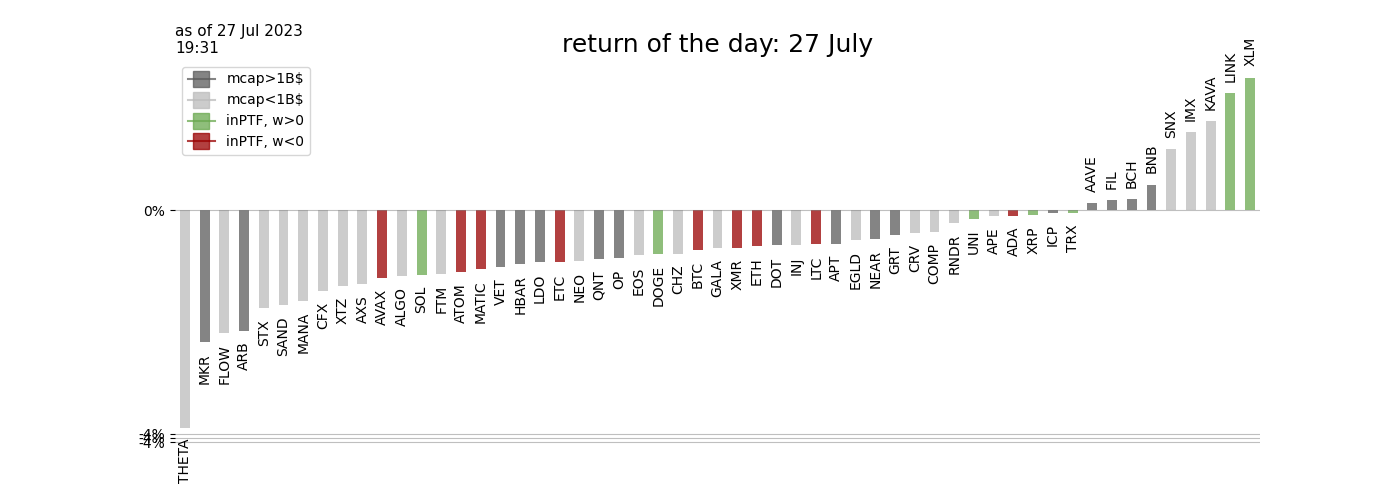 as of 27 Jul 2023
19:31
return of the day: 27 July
mcap>1B$
mcap<1B$
inPTF, w>0
inPTF, w<0
0%
-4%
-4%
THETA
MKR
FLOW
ARB
STX
SAND
MANA
CFX
XTZ
AXS
AVAX
ALGO
SOL
FTM
ATOM
MATIC
VET
HBAR
LDO
ETC
NEO
QNT
OP
EOS
DOGE
CHZ
BTC
GALA
XMR
ETH
DOT
INJ
LTC
APT
EGLD
NEAR
GRT
CRV
COMP
RNDR
UNI
APE
ADA
XRP
ICP
TRX
AAVE
FIL
BCH
BNB
SNX
IMX
KAVA
LINK
XLM